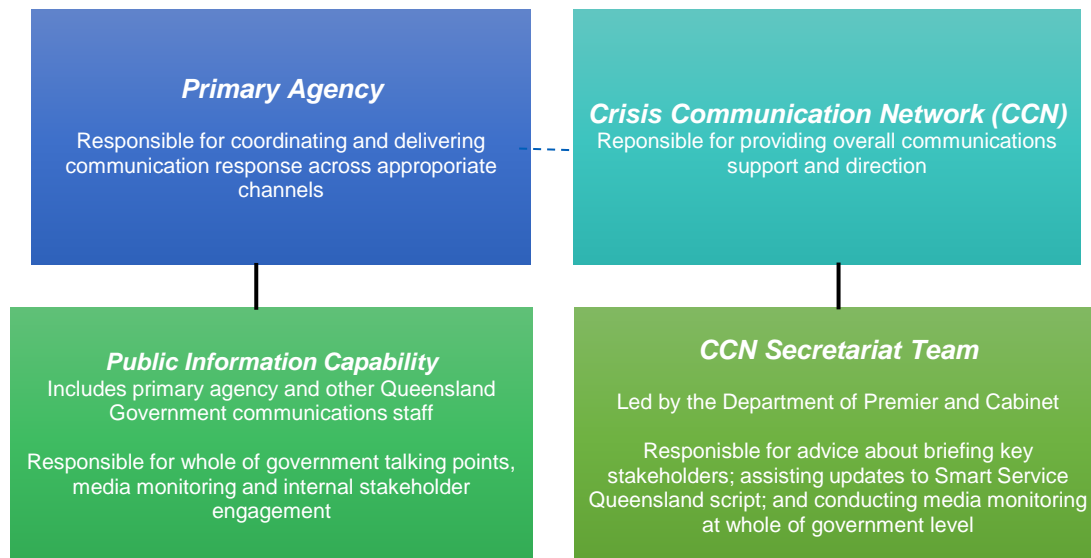 Primary Agency
Responsible for coordinating and delivering
communication response across approporiate
channels
Crisis Communication Network (CCN)
Reponsible for providing overall communications
support and direction
Public Information Capability
Includes primary agency and other Queensland
Government communications staff
Responsible for whole of government talking points,
media monitoring and internal stakeholder
engagement
CCN Secretariat Team
Led by the Department of Premier and Cabinet
Responisble for advice about briefing key
stakeholders; assisting updates to Smart Service
Queensland script; and conducting media monitoring
at whole of government level